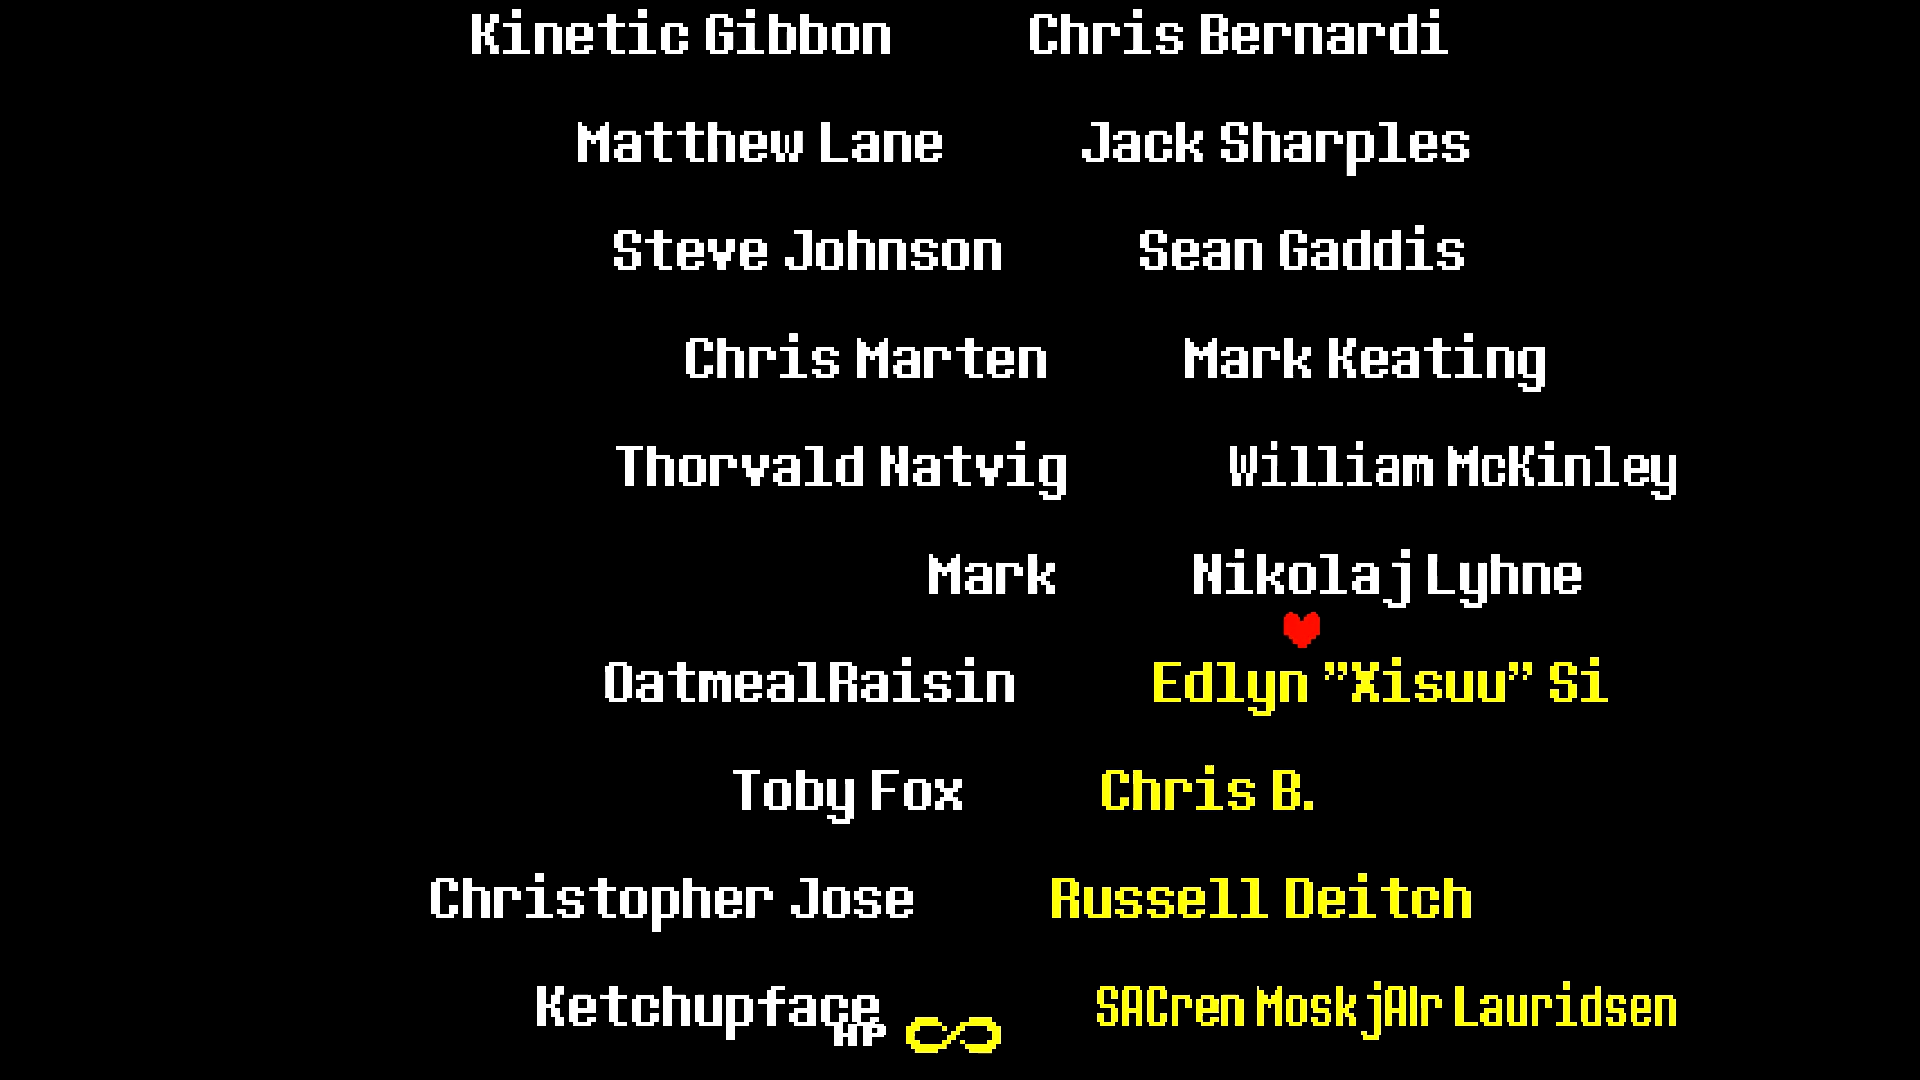 Kinetic Gibbon Chris Bernardi
Matthew Lane Jack Sharples
Steve Johnson Sean Gaddis
Chris Marten Mark Keating
Thorvald Natvig William McKinley
Mark Nikolaj Lyhne
OatmealRaisin Edlyn "Xisuu" Si
Toby Fox Chris B.
Christopher Jose Russell Deitch
Ketchupface SACren MoskjAIr Lauridsen
HP ∞